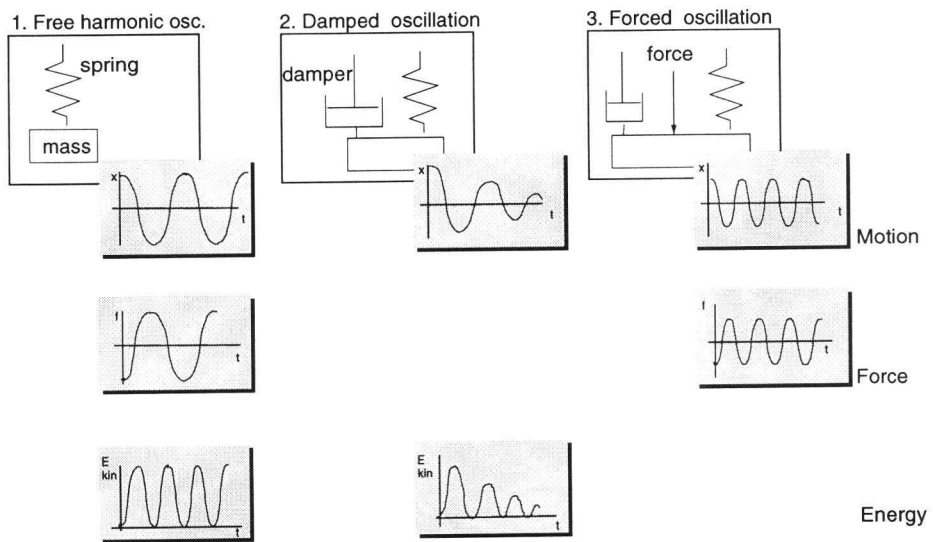 1. Free harmonic osc.
2. Damped oscillation
3. Forced oscillation
spring
mass
damper
force
x
t
x
t
x
t
Motion
f
t
f
t
Force
E
kin
t
E
kin
t
Energy